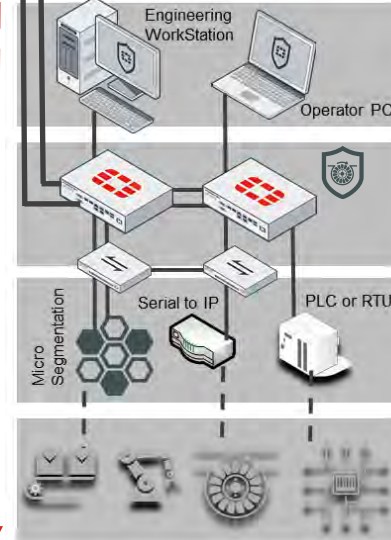 Engineering
WorkStation
Operator PC
Serial to IP
PLC or RTU
Micro
Segmentation